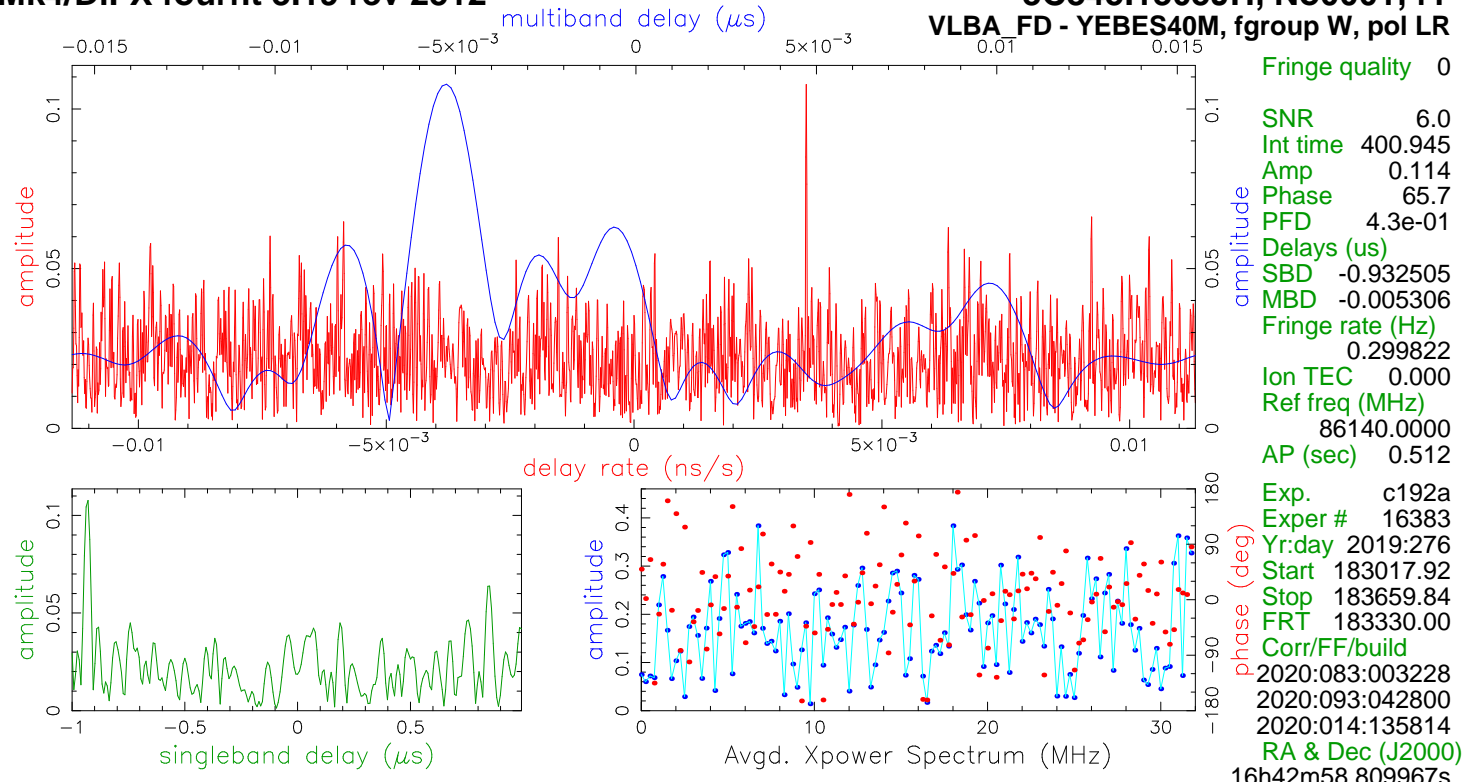 multiband delay (μs)
VLBA_FD - YEBES40M, fgroup W, pol LR
−0.015 −0.01 −5×10⁻³ 0 5×10⁻³ 0.01 0.015
amplitude
0 0.05 0.1
amplitude
0 0.05 0.1
−0.01 −5×10⁻³ 0 5×10⁻³ 0.01
delay rate (ns/s)
amplitude
0 0.05 0.1
−1 −0.5 0 0.5
singleband delay (μs)
amplitude
0 0.1 0.2 0.3 0.4
phase (deg)
−180 −90 0 90 180
0 10 20 30
Avgd. Xpower Spectrum (MHz)
Fringe quality 0
SNR 6.0
Int time 400.945
Amp 0.114
Phase 65.7
PFD 4.3e-01
Delays (us)
SBD -0.932505
MBD -0.005306
Fringe rate (Hz)
0.299822
Ion TEC 0.000
Ref freq (MHz)
86140.0000
AP (sec) 0.512
Exp. c192a
Exper # 16383
Yr:day 2019:276
Start 183017.92
Stop 183659.84
FRT 183330.00
Corr/FF/build
2020:083:003228
2020:093:042800
2020:014:135814
RA & Dec (J2000)
16h42m58.809967s